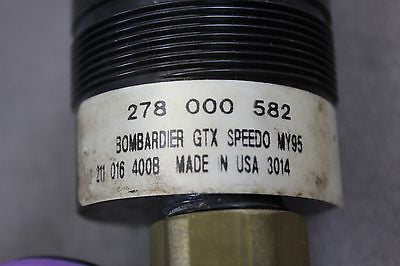 278 000 582
BOMBARDIER GTX SPEEDO MY95
211 016 400B MADE IN USA 3014